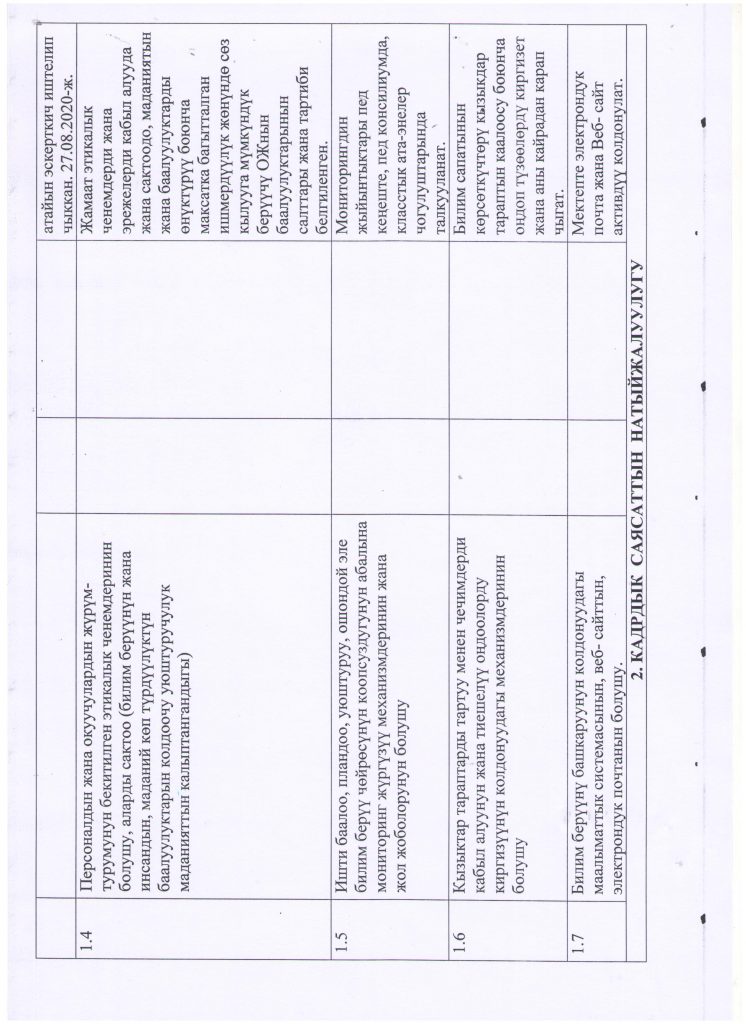 атайын эскерткич иштелип
чыккан. 27.08.2020-ж.
1.4
Персоналдын жана окуучулардын жүрүм-
турумунун бекитилген этикалык ченемдеринин
болушу, аларды сактоо (билим берүүнүн жана
инсандын, маданий көп түрдүүлүктүн
баалуулуктарын колдоочу уюштуруучулук
маданияттын калыптангандыгы)
Жамаат этикалык
ченемдерди жана
эрежелерди кабыл алууда
жана сактоодо, маданиятын
жана баалуулуктарды
өнүктүрүү боюнча
максатка багытталган
ишмердүүлүк жөнүндө сөз
кылууга мүмкүндүк
берүүчү ОЖнын
баалуулуктарынын
салттары жана тартиби
белгиленген.
1.5
Ишти баалоо, пландоо, уюштуруу, ошондой эле
билим берүү чөйрөсүнүн коопсуздугунун абалына
мониторинг жүргүзүү механизмдеринин жана
жол жоболорунун болушу
Мониторингдин
жыйынтыктары пед
кеңеште, пед консилиумда,
класстык ата-энелер
чогулуштарында
талкууланат.
1.6
Кызыктар тараптарды тартуу менен чечимдерди
кабыл алуунун жана тиешелүү оңдоолорду
киргизүүнүн колдонуудагы механизмдеринин
болушу
Билим сапатынын
көрсөткүчтөрү кызыкдар
тараптын каалоосу боюнча
оңдоп түзөөлөрдү киргизет
жана аны кайрадан карап
чыгат.
1.7
Билим берүүнү башкаруунун колдонуудагы
маалыматтык системасынын, веб- сайттын,
электрондук почтанын болушу.
Мектепте электрондук
почта жана Веб- сайт
активдүү колдонулат.
2. КАДРДЫК САЯСАТТЫН НАТЫЙЖАЛУУЛУГУ